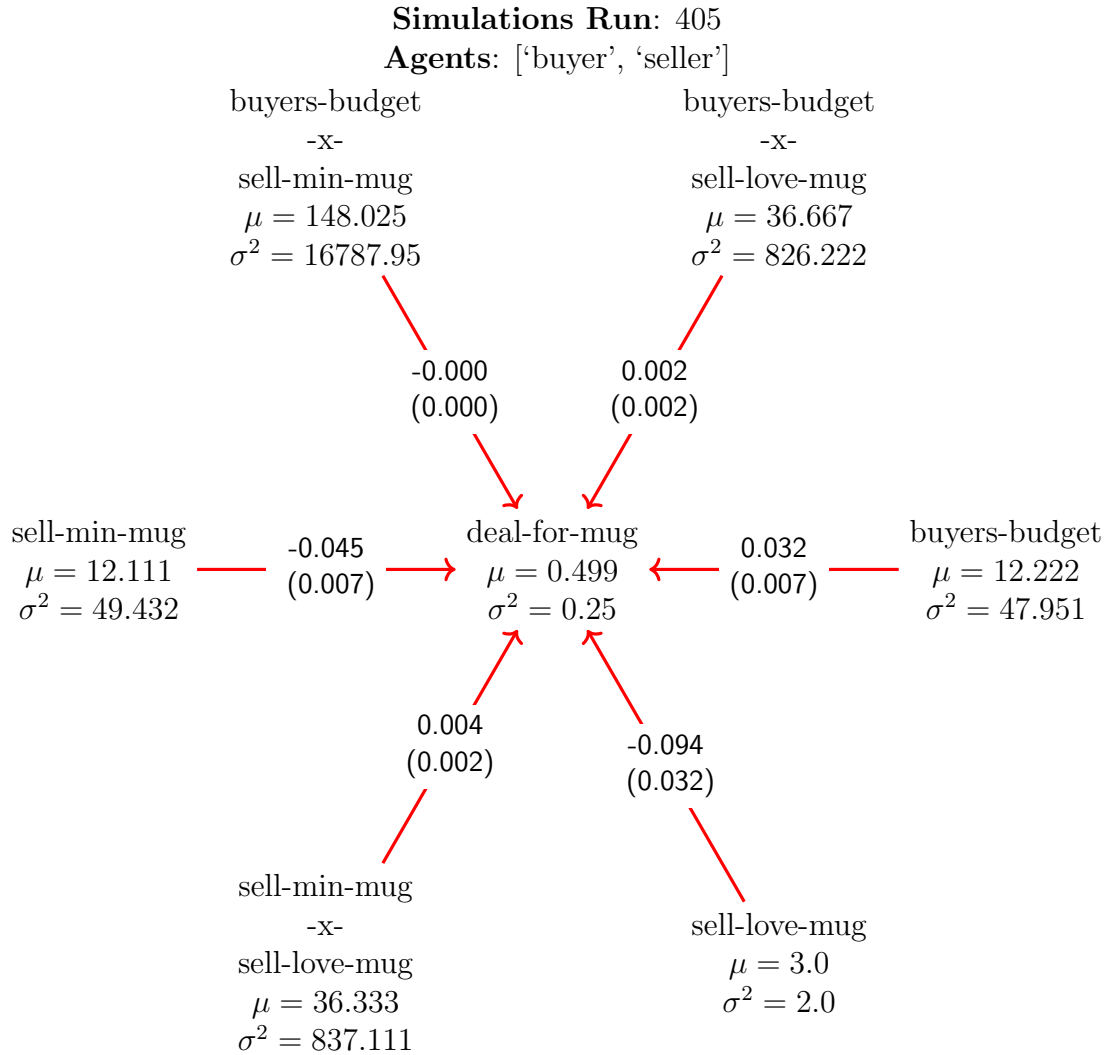 Simulations Run: 405
Agents: [‘buyer’, ‘seller’]
buyers-budget
-x-
sell-min-mug
μ = 148.025
σ² = 16787.95
buyers-budget
-x-
sell-love-mug
μ = 36.667
σ² = 826.222
-0.000
(0.000)
0.002
(0.002)
sell-min-mug
μ = 12.111
σ² = 49.432
-0.045
(0.007)
deal-for-mug
μ = 0.499
σ² = 0.25
0.032
(0.007)
buyers-budget
μ = 12.222
σ² = 47.951
0.004
(0.002)
-0.094
(0.032)
sell-min-mug
-x-
sell-love-mug
μ = 36.333
σ² = 837.111
sell-love-mug
μ = 3.0
σ² = 2.0